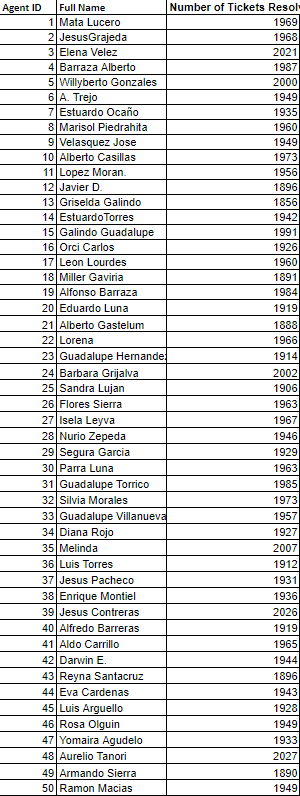 Agent ID Full Name Number of Tickets Resolv
1 Mata Lucero 1969
2 JesusGrajeda 1968
3 Elena Velez 2021
4 Barraza Alberto 1987
5 Willyberto Gonzales 2000
6 A. Trejo 1949
7 Estuardo Ocaño 1935
8 Marisol Piedrahita 1960
9 Velasquez Jose 1949
10 Alberto Casillas 1973
11 Lopez Moran. 1956
12 Javier D. 1896
13 Griselda Galindo 1856
14 EstuardoTorres 1942
15 Galindo Guadalupe 1991
16 Orci Carlos 1926
17 Leon Lourdes 1960
18 Miller Gaviria 1891
19 Alfonso Barraza 1984
20 Eduardo Luna 1919
21 Alberto Gastelum 1888
22 Lorena 1966
23 Guadalupe Hernandez 1914
24 Barbara Grijalva 2002
25 Sandra Lujan 1906
26 Flores Sierra 1963
27 Isela Leyva 1967
28 Nurio Zepeda 1946
29 Segura Garcia 1929
30 Parra Luna 1963
31 Guadalupe Torrico 1985
32 Silvia Morales 1973
33 Guadalupe Villanueva 1957
34 Diana Rojo 1927
35 Melinda 2007
36 Luis Torres 1912
37 Jesus Pacheco 1931
38 Enrique Montiel 1936
39 Jesus Contreras 2026
40 Alfredo Barreras 1919
41 Aldo Carrillo 1965
42 Darwin E. 1944
43 Reyna Santacruz 1896
44 Eva Cardenas 1943
45 Luis Arguello 1928
46 Rosa Olguin 1949
47 Yomaira Agudelo 1933
48 Aurelio Tanori 2027
49 Armando Sierra 1890
50 Ramon Macias 1949